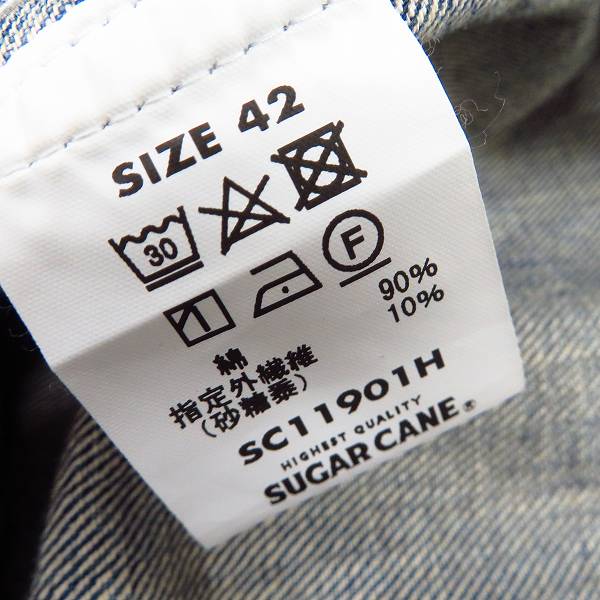 SIZE 42
30
F
綿 90%
指定外繊維 10%
(砂糖黍)
SC11901H
HIGHEST QUALITY
SUGAR CANE®